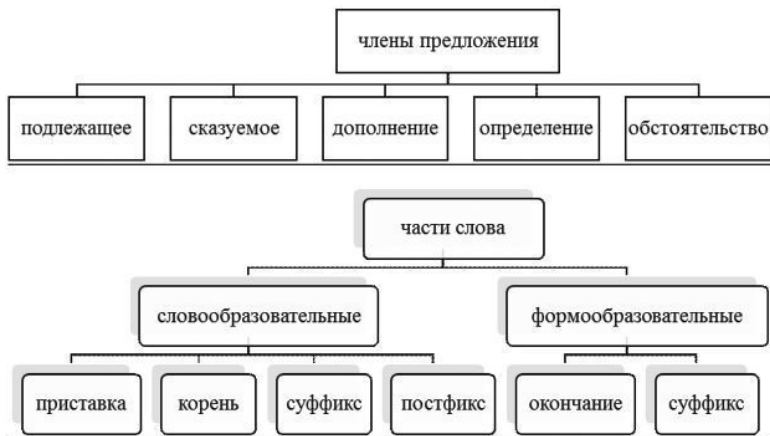 члены предложения
подлежащее сказуемое дополнение определение обстоятельство
части слова
словообразовательные формообразовательные
приставка корень суффикс постфикс окончание суффикс